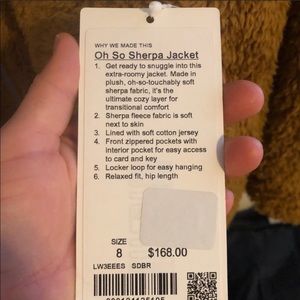 WHY WE MADE THIS
Oh So Sherpa Jacket
1. Get ready to snuggle into this
extra-roomy jacket. Made in
plush, oh-so-touchably soft
sherpa fabric, it's the
ultimate cozy layer for
transitional comfort
2. Sherpa fleece fabric is soft
next to skin
3. Lined with soft cotton jersey
4. Front zippered pockets with
interior pocket for easy access
to card and key
5. Locker loop for easy hanging
6. Relaxed fit, hip length
SIZE
8 $168.00
LW3EEES SDBR